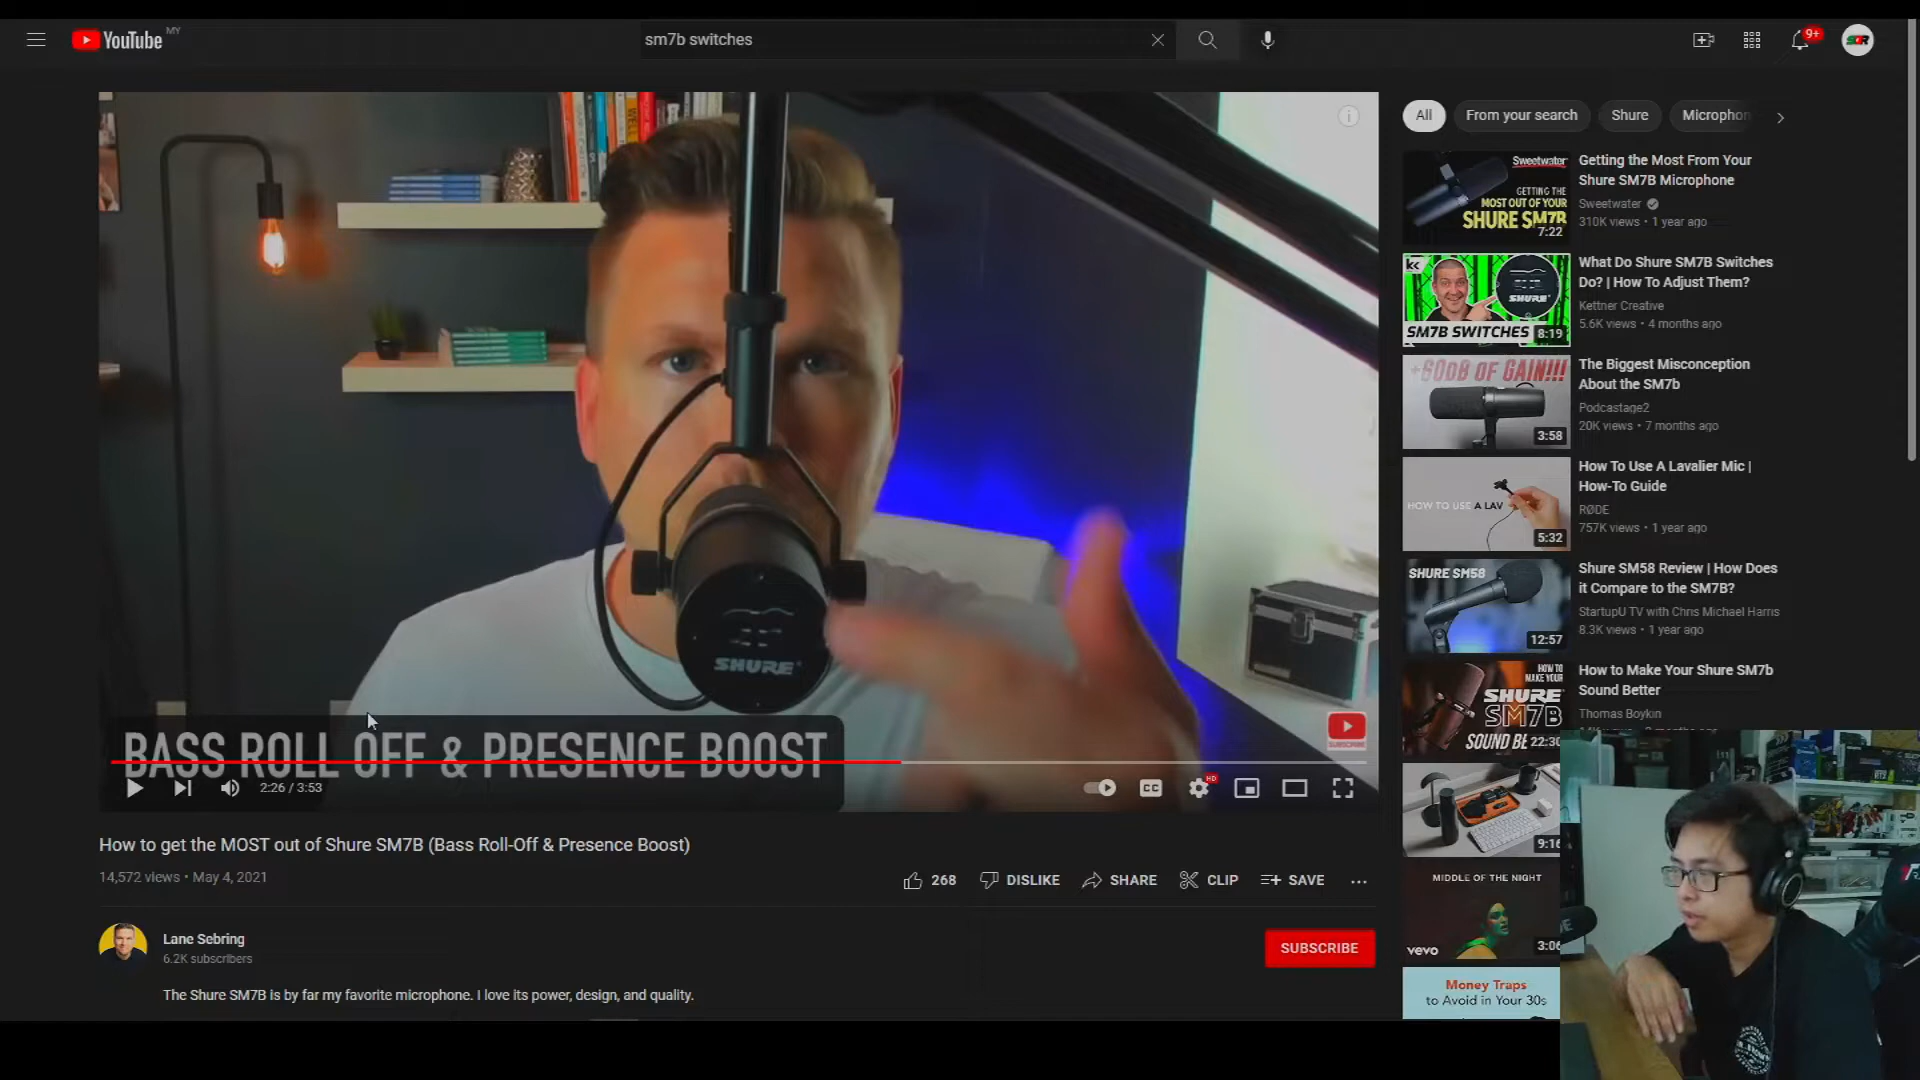 YouTube MY
sm7b switches
9+
SUBSCRIBE
SHURE
BASS ROLL OFF & PRESENCE BOOST
2:26 / 3:53
CC
HD
How to get the MOST out of Shure SM7B (Bass Roll-Off & Presence Boost)
14,572 views • May 4, 2021
268
DISLIKE
SHARE
CLIP
SAVE
Lane Sebring
6.2K subscribers
SUBSCRIBE
The Shure SM7B is by far my favorite microphone. I love its power, design, and quality.
All
From your search
Shure
Microphon
Sweetwater
GETTING THE
MOST OUT OF YOUR
SHURE SM7B
7:22
Getting the Most From Your
Shure SM7B Microphone
Sweetwater
310K views • 1 year ago
SHURE
SM7B SWITCHES
8:19
What Do Shure SM7B Switches
Do? | How To Adjust Them?
Kettner Creative
5.6K views • 4 months ago
+60DB OF GAIN!!!
3:58
The Biggest Misconception
About the SM7b
Podcastage2
20K views • 7 months ago
HOW TO USE A LAV
5:32
How To Use A Lavalier Mic |
How-To Guide
RØDE
757K views • 1 year ago
SHURE SM58
12:57
Shure SM58 Review | How Does
it Compare to the SM7B?
StartupU TV with Chris Michael Harris
8.3K views • 1 year ago
HOW TO
MAKE YOUR
SHURE
SM7B
SOUND BE
22:30
How to Make Your Shure SM7b
Sound Better
Thomas Boykin
9:16
MIDDLE OF THE NIGHT
vevo
3:06
Money Traps
to Avoid in Your 30s